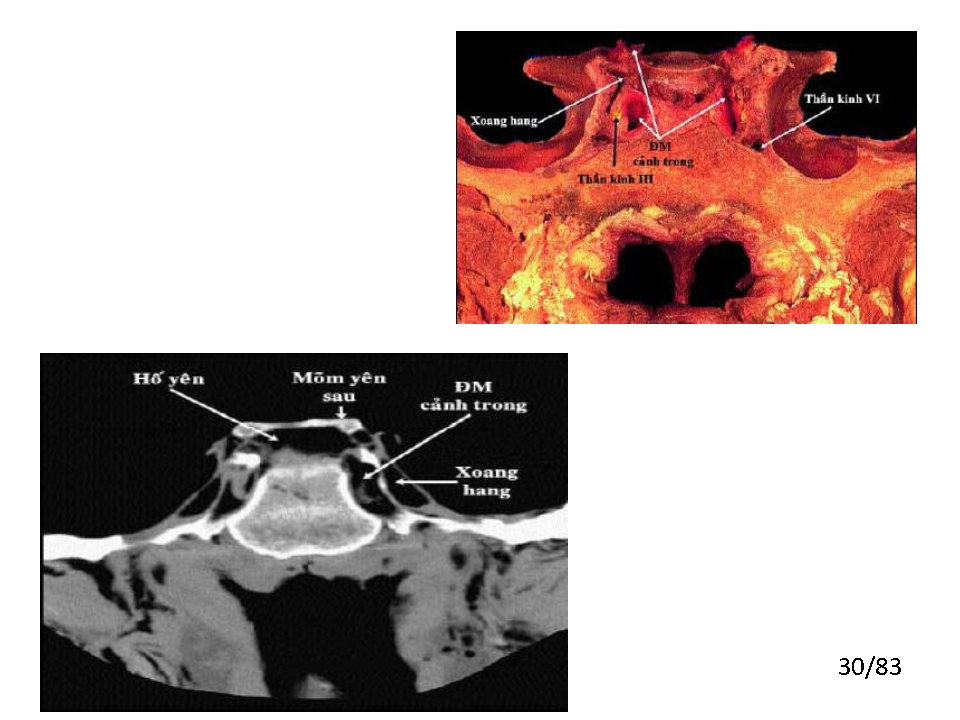 Thần kinh VI
Xoang hang
ĐM
cảnh trong
Thần kinh III
Hố yên
Mõm yên
sau
ĐM
cảnh trong
Xoang
hang
30/83